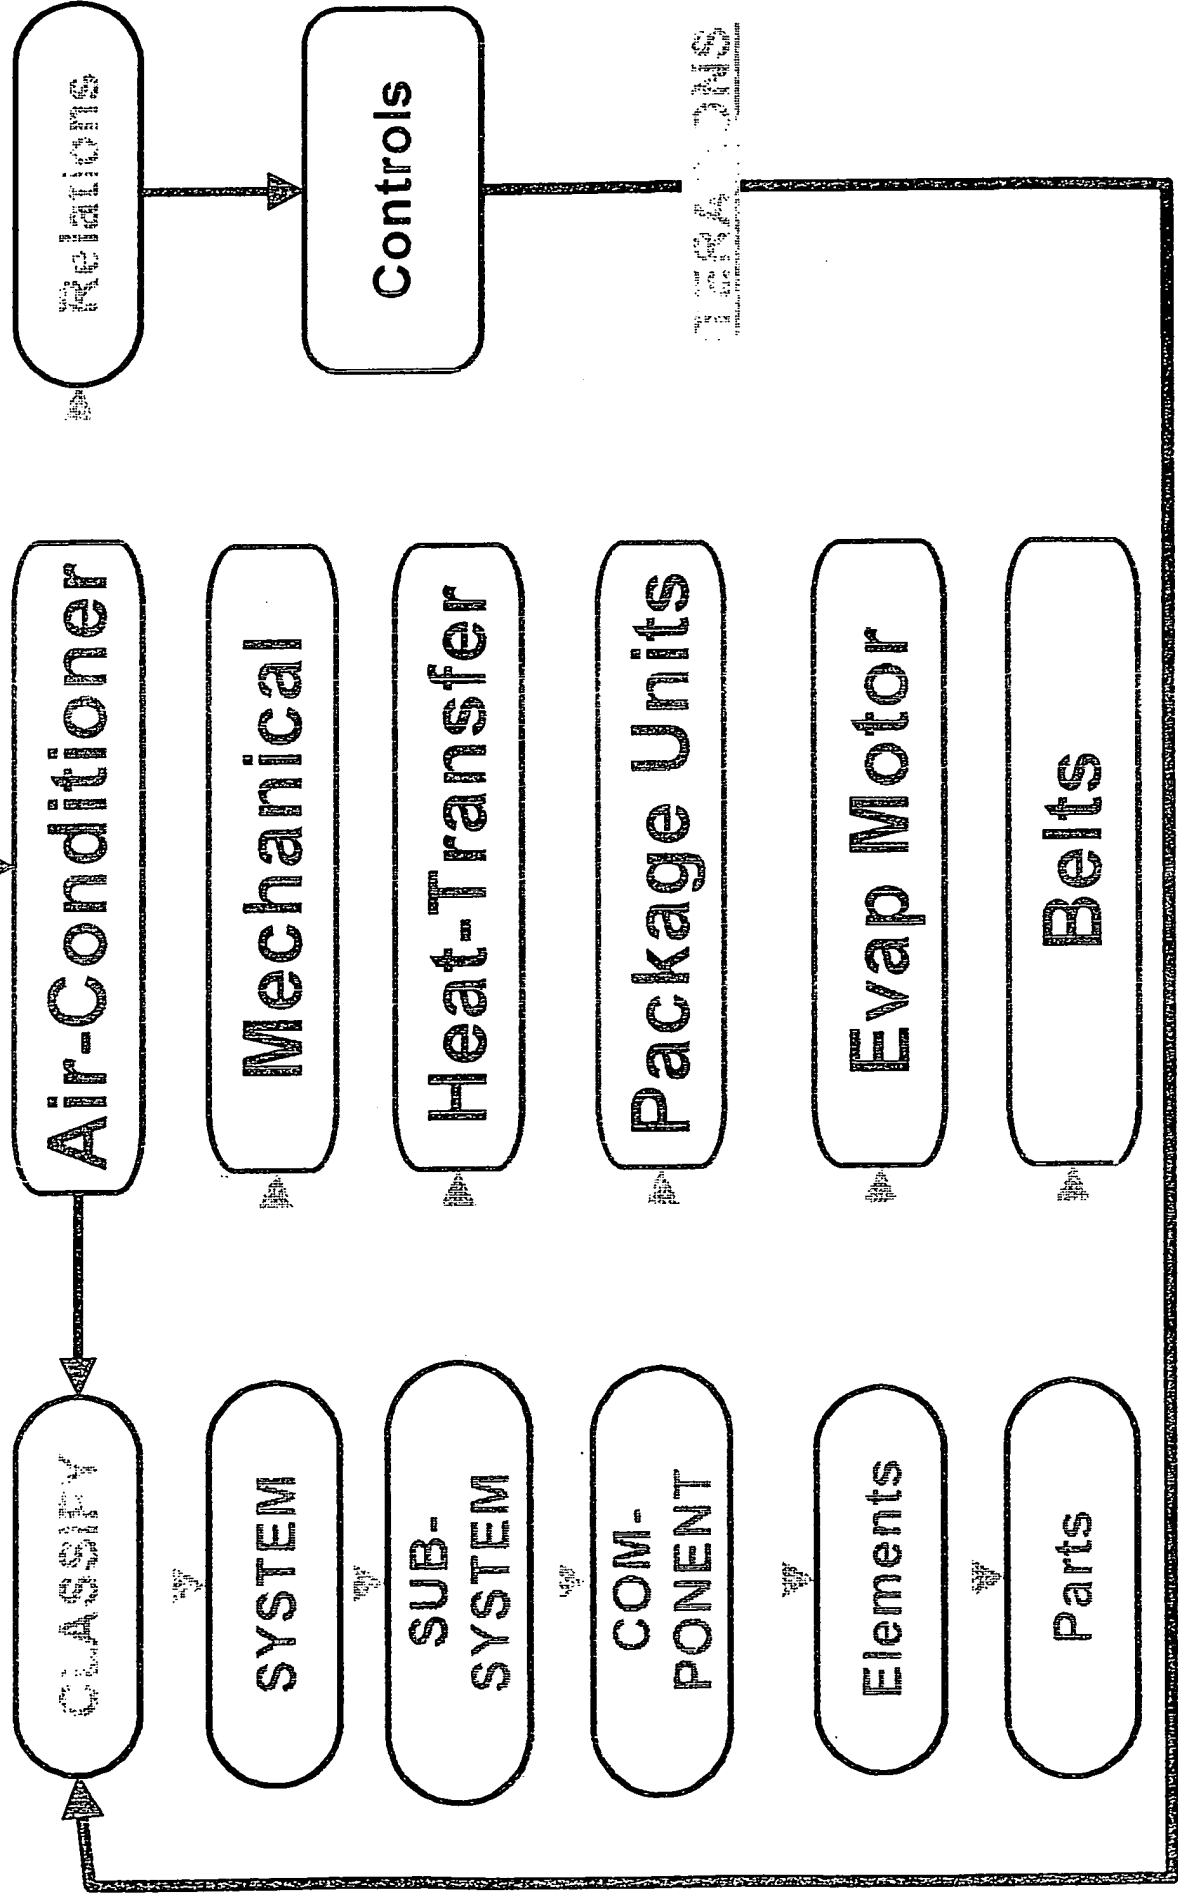 CLASSIFY
Air-Conditioner
Relations
SYSTEM
Mechanical
Controls
SUB-
SYSTEM
Heat-Transfer
COM-
PONENT
Package Units
Elements
Evap Motor
Parts
Belts